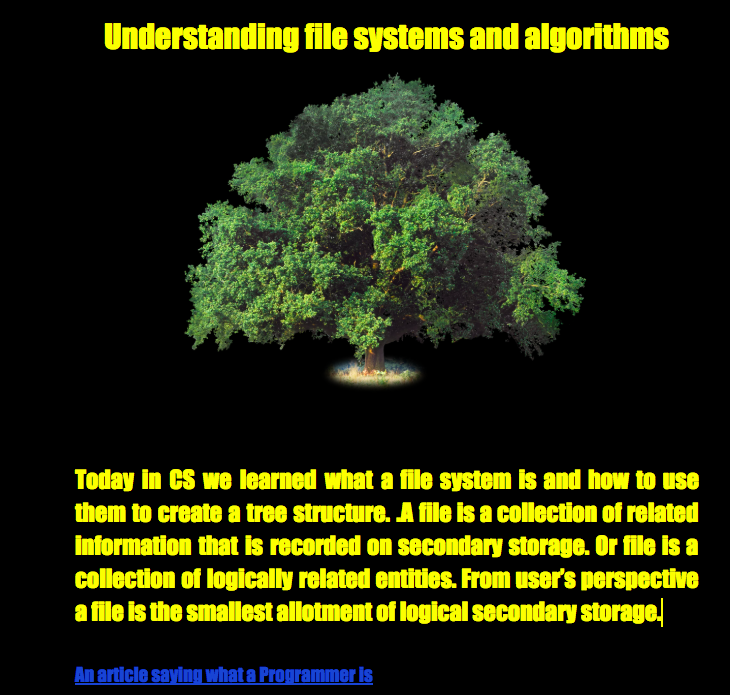 Understanding file systems and algorithms
Today in CS we learned what a file system is and how to use
them to create a tree structure. .A file is a collection of related
information that is recorded on secondary storage. Or file is a
collection of logically related entities. From user's perspective
a file is the smallest allotment of logical secondary storage.
An article saying what a Programmer is